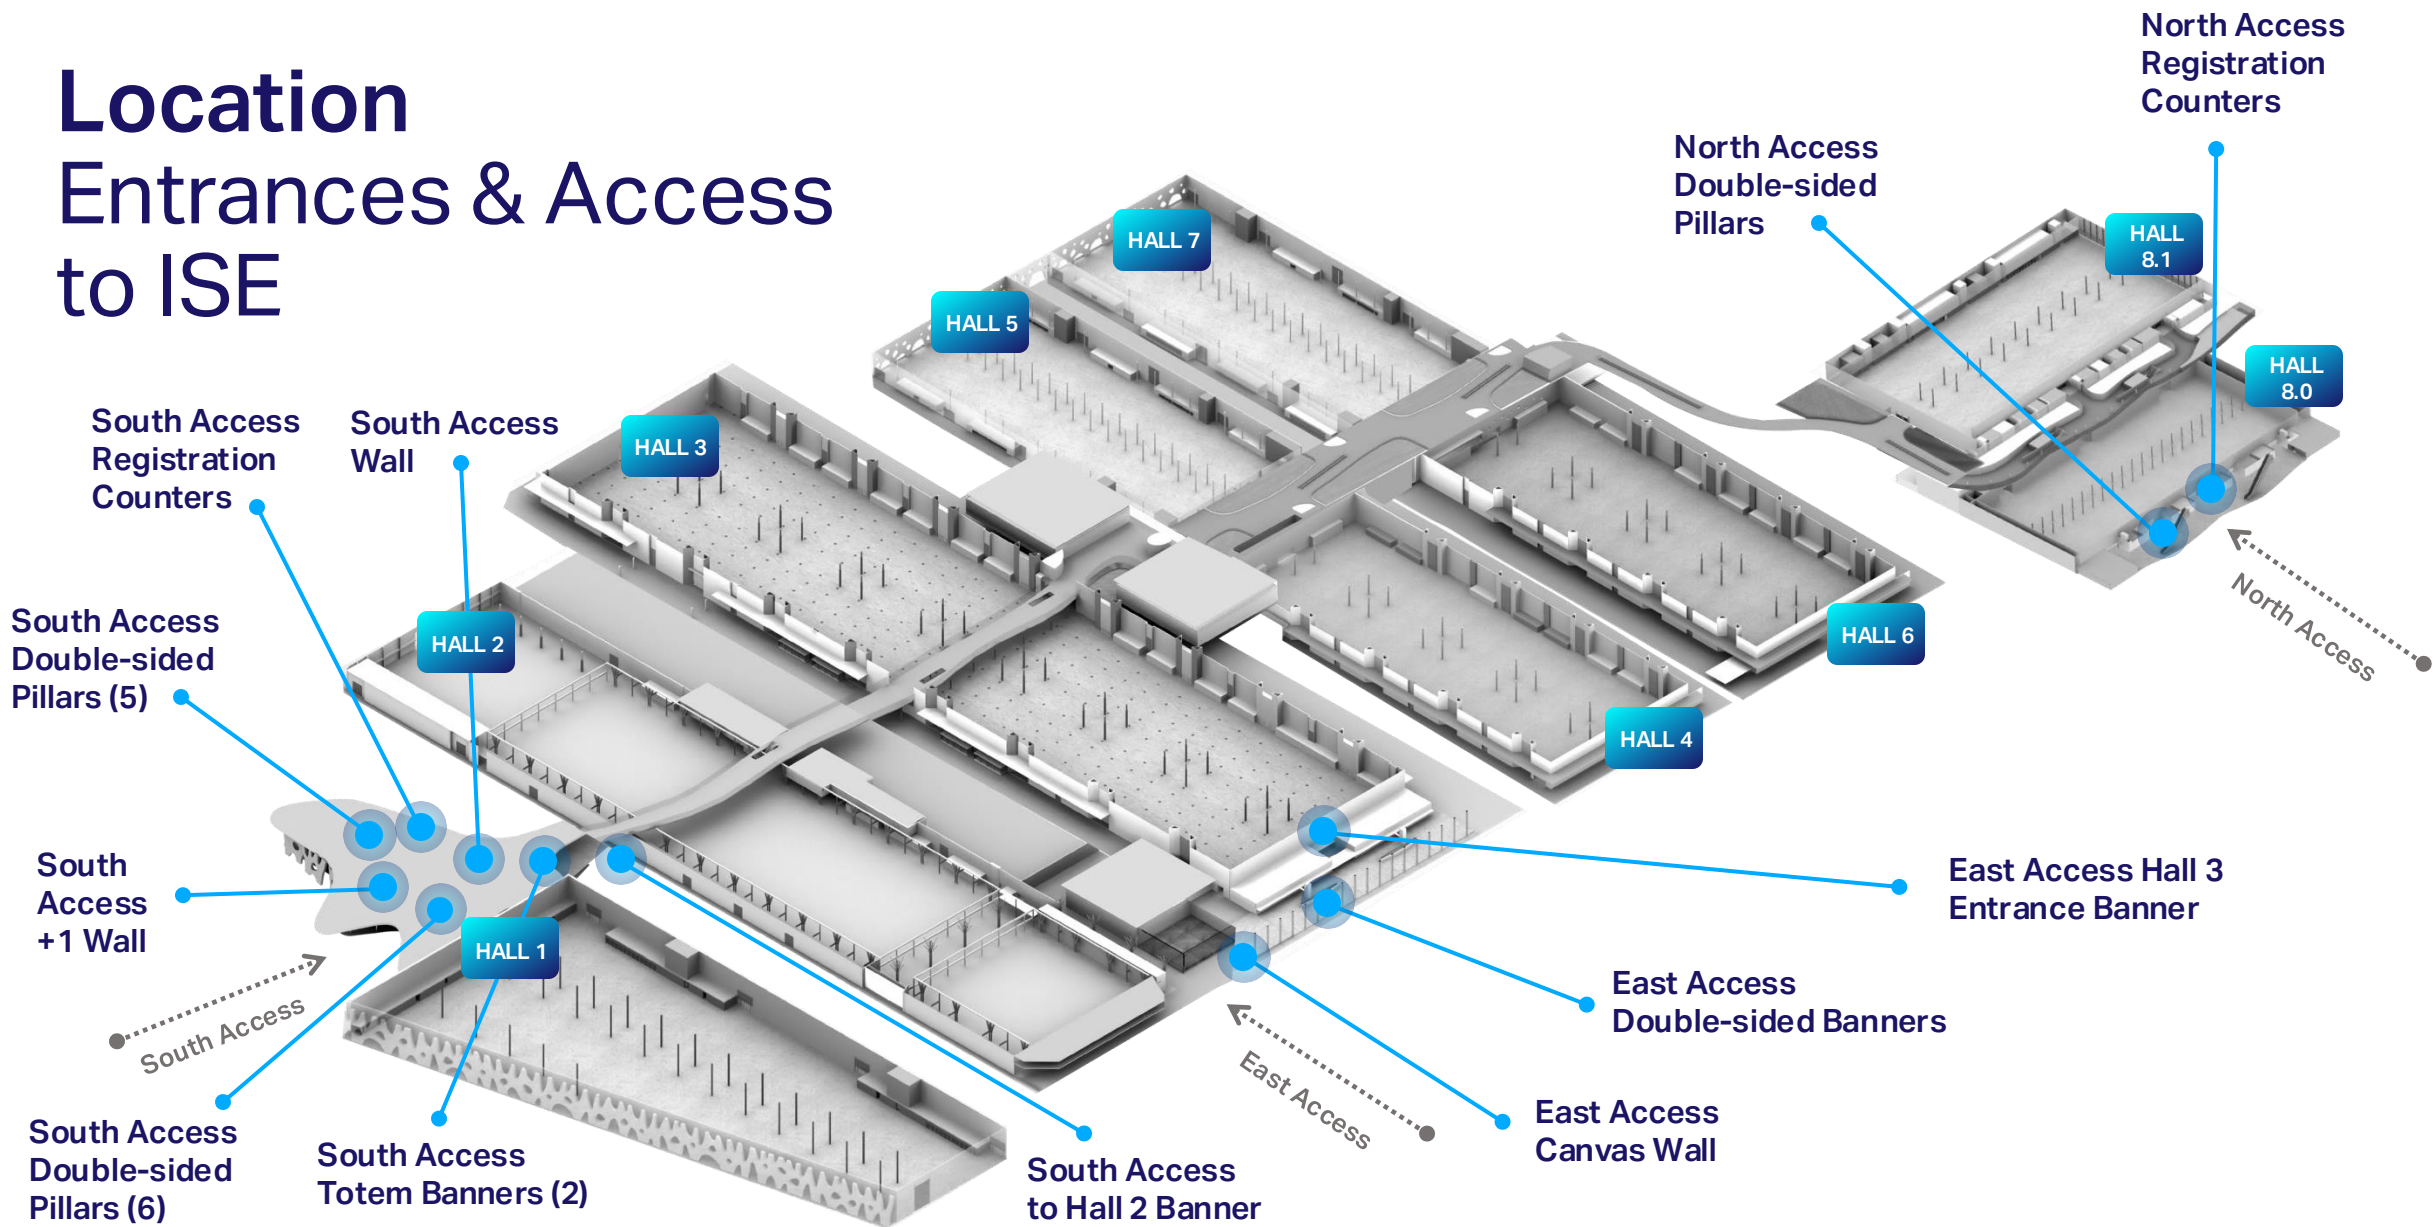 Location
Entrances & Access
to ISE
North Access
Registration
Counters
North Access
Double-sided
Pillars
HALL 7
HALL
8.1
HALL 5
HALL
8.0
South Access
Registration
Counters
South Access
Wall
HALL 3
South Access
Double-sided
Pillars (5)
HALL 2
HALL 6
North Access
HALL 4
South
Access
+1 Wall
East Access Hall 3
Entrance Banner
HALL 1
South Access
East Access
Double-sided Banners
East Access
East Access
Canvas Wall
South Access
Double-sided
Pillars (6)
South Access
Totem Banners (2)
South Access
to Hall 2 Banner